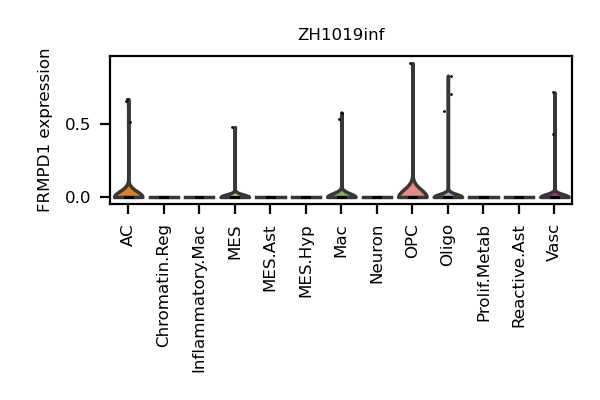 ZH1019inf
FRMPD1 expression
0.5
0.0
AC
Chromatin.Reg
Inflammatory.Mac
MES
MES.Ast
MES.Hyp
Mac
Neuron
OPC
Oligo
Prolif.Metab
Reactive.Ast
Vasc